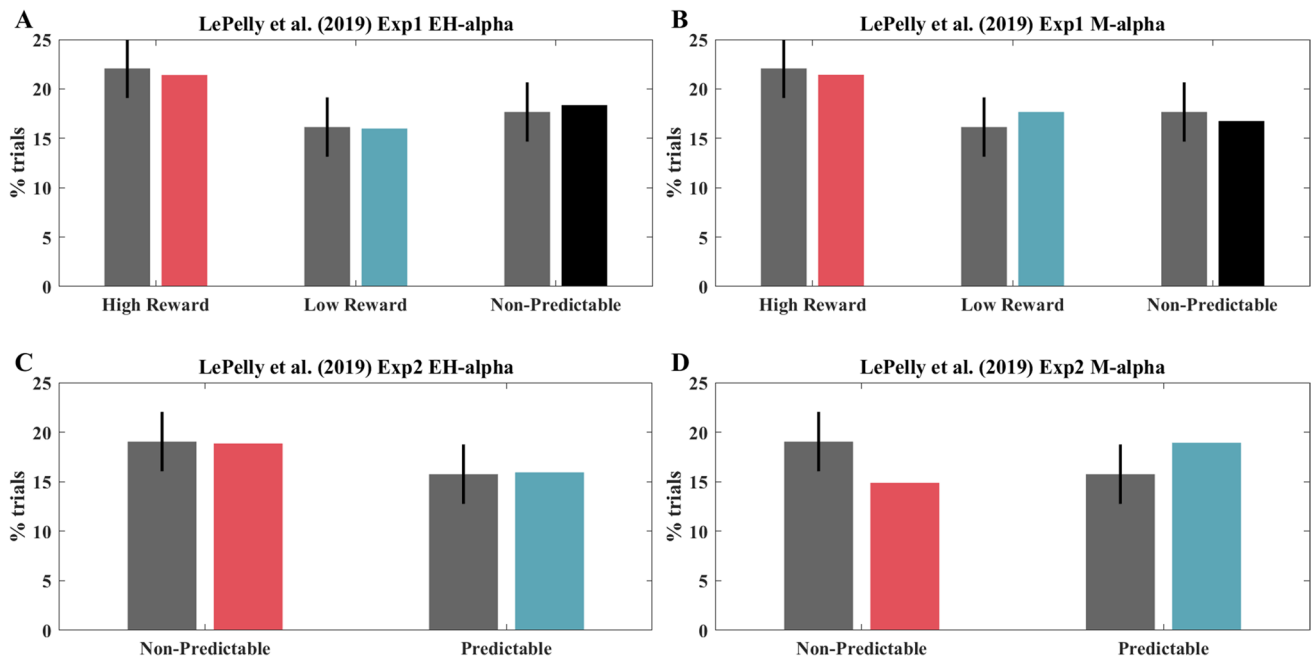 A
LePelly et al. (2019) Exp1 EH-alpha
25
20
15
10
5
0
% trials
High Reward Low Reward Non-Predictable
B
LePelly et al. (2019) Exp1 M-alpha
25
20
15
10
5
0
% trials
High Reward Low Reward Non-Predictable
C
LePelly et al. (2019) Exp2 EH-alpha
25
20
15
10
5
0
% trials
Non-Predictable Predictable
D
LePelly et al. (2019) Exp2 M-alpha
25
20
15
10
5
0
% trials
Non-Predictable Predictable